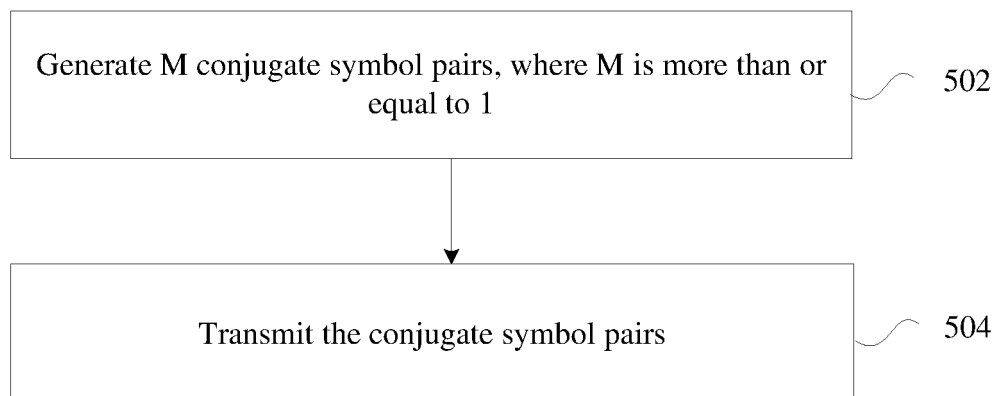 Generate M conjugate symbol pairs, where M is more than or
equal to 1
502
Transmit the conjugate symbol pairs
504